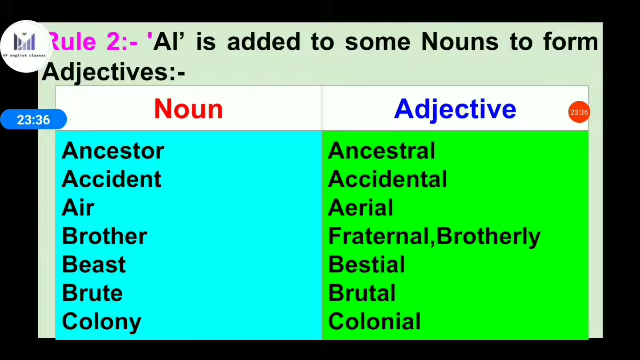 Rule 2:- 'Al’ is added to some Nouns to form
Adjectives:-
Noun Adjective
23:36
23:36
Ancestor Ancestral
Accident Accidental
Air Aerial
Brother Fraternal,Brotherly
Beast Bestial
Brute Brutal
Colony Colonial